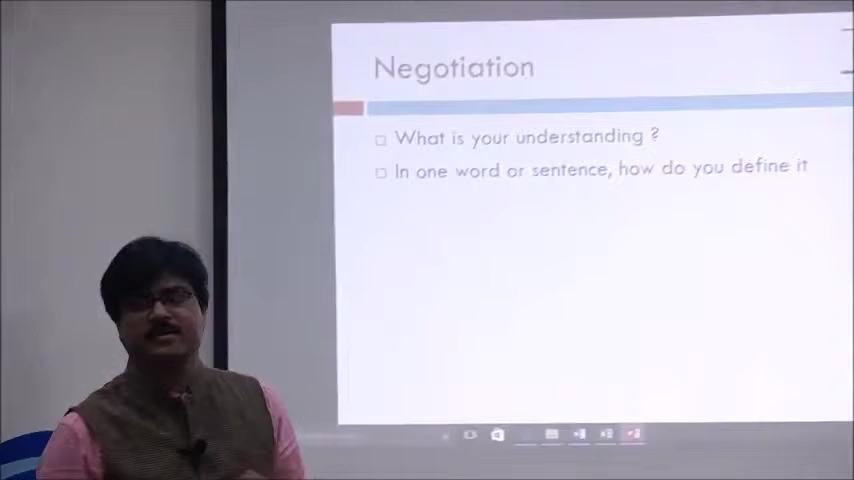 Negotiation
What is your understanding ?
In one word or sentence, how do you define it